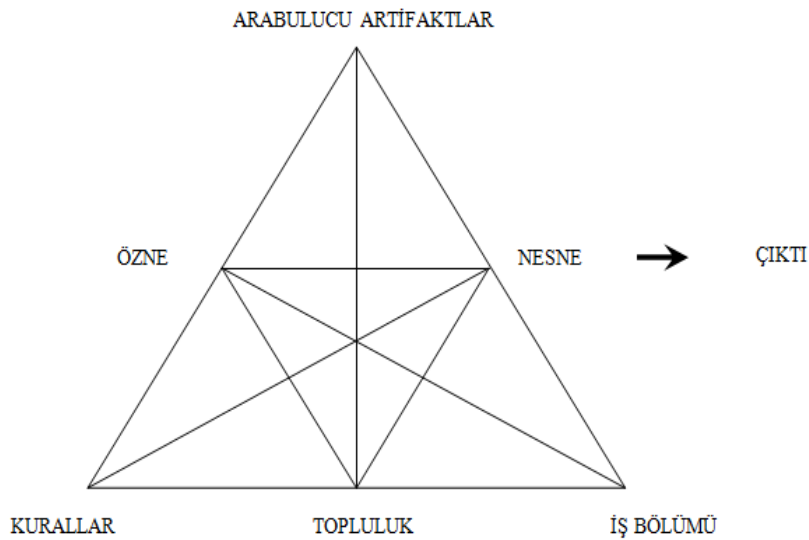 ARABULUCU ARTİFAKTLAR
ÖZNE
NESNE
ÇIKTI
KURALLAR
TOPLULUK
İŞ BÖLÜMÜ